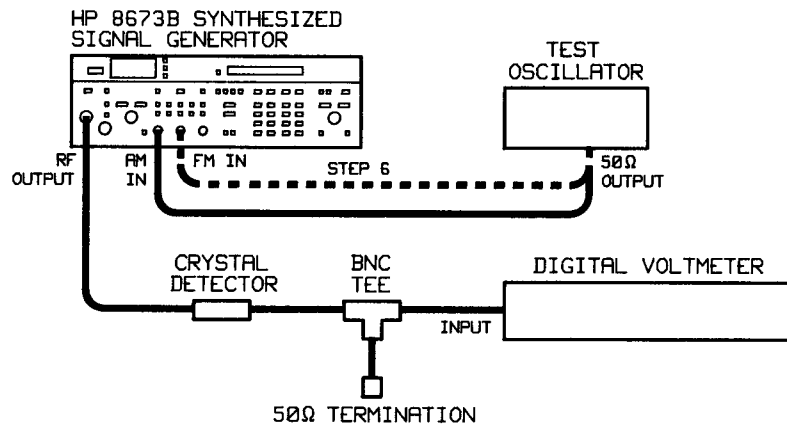 HP 8673B SYNTHESIZED
SIGNAL GENERATOR
TEST
OSCILLATOR
RF
OUTPUT
AM
IN
FM IN
STEP 6
50Ω
OUTPUT
CRYSTAL
DETECTOR
BNC
TEE
DIGITAL VOLTMETER
INPUT
50Ω TERMINATION